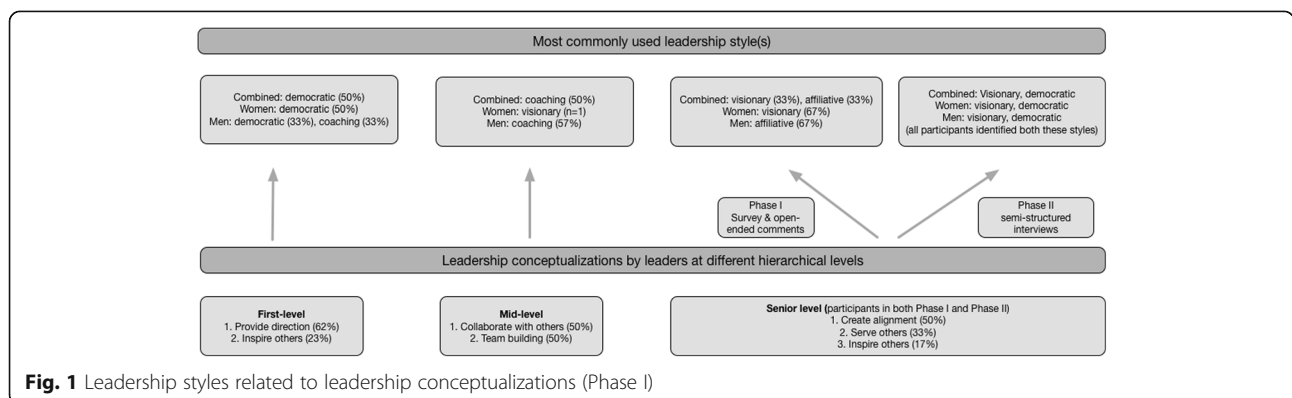 Most commonly used leadership style(s)
Combined: democratic (50%)
Women: democratic (50%)
Men: democratic (33%), coaching (33%)
Combined: coaching (50%)
Women: visionary (n=1)
Men: coaching (57%)
Combined: visionary (33%), affiliative (33%)
Women: visionary (67%)
Men: affiliative (67%)
Combined: Visionary, democratic
Women: visionary, democratic
Men: visionary, democratic
(all participants identified both these styles)
Phase I
Survey & open-
ended comments
Phase II
semi-structured
interviews
Leadership conceptualizations by leaders at different hierarchical levels
First-level
1. Provide direction (62%)
2. Inspire others (23%)
Mid-level
1. Collaborate with others (50%)
2. Team building (50%)
Senior level (participants in both Phase I and Phase II)
1. Create alignment (50%)
2. Serve others (33%)
3. Inspire others (17%)
Fig. 1 Leadership styles related to leadership conceptualizations (Phase I)